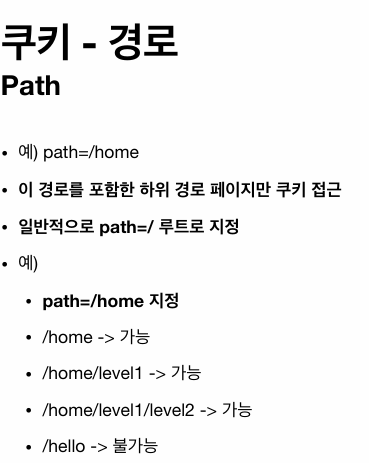 쿠키 - 경로
Path
• 예) path=/home
• 이 경로를 포함한 하위 경로 페이지만 쿠키 접근
• 일반적으로 path=/ 루트로 지정
• 예)
• path=/home 지정
• /home -> 가능
• /home/level1 -> 가능
• /home/level1/level2 -> 가능
• /hello -> 불가능